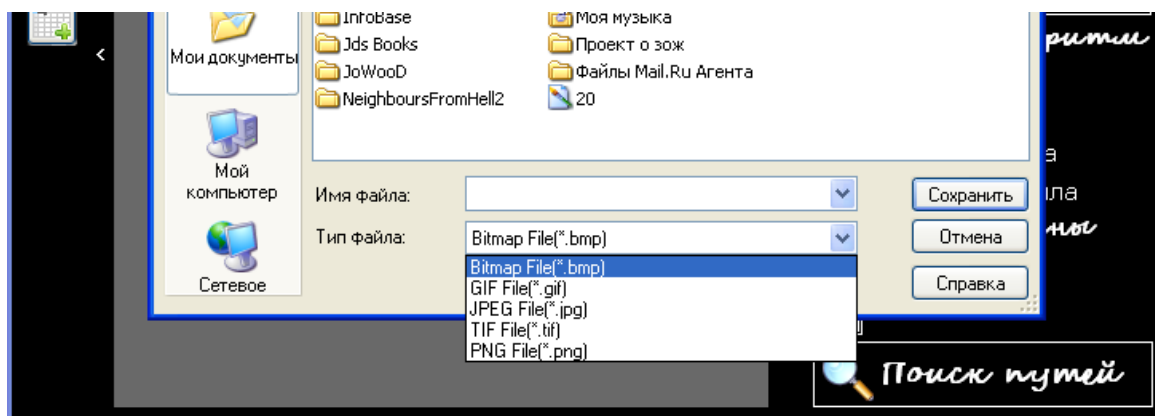 InfoBase
Моя музыка
Jds Books
Проект о зож
JoWooD
Файлы Mail.Ru Агента
NeighboursFromHell2
20
Мои документы
Мой
компьютер
Сетевое
Имя файла:
Сохранить
Тип файла:
Bitmap File(*.bmp)
Отмена
Bitmap File(*.bmp)
GIF File(*.gif)
JPEG File(*.jpg)
TIF File(*.tif)
PNG File(*.png)
Справка
Поиск путей